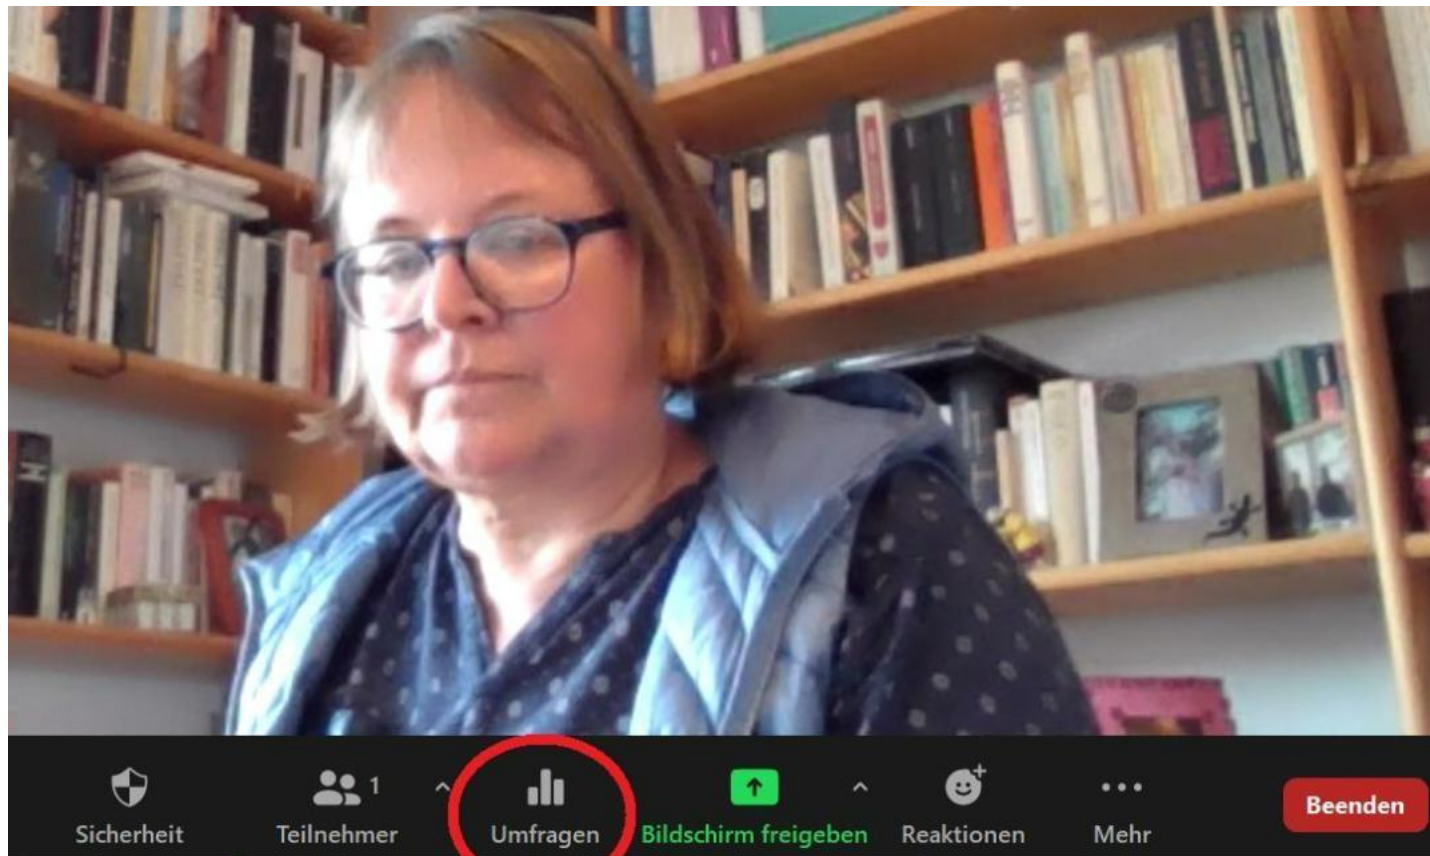 Sicherheit
Teilnehmer 1
Umfragen
Bildschirm freigeben
Reaktionen
Mehr
Beenden